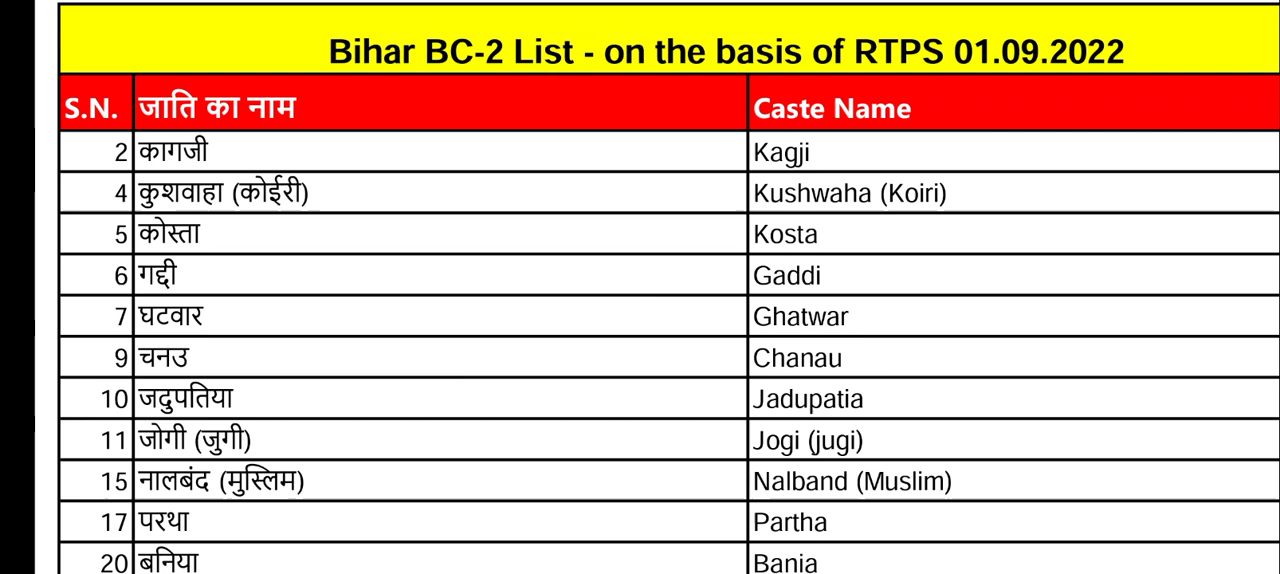 Bihar BC-2 List - on the basis of RTPS 01.09.2022
S.N. जाति का नाम Caste Name
2 कागजी Kagji
4 कुशवाहा (कोईरी) Kushwaha (Koiri)
5 कोस्ता Kosta
6 गद्दी Gaddi
7 घटवार Ghatwar
9 चनउ Chanau
10 जदुपतिया Jadupatia
11 जोगी (जुगी) Jogi (jugi)
15 नालबंद (मुस्लिम) Nalband (Muslim)
17 परथा Partha
20 बनिया Bania